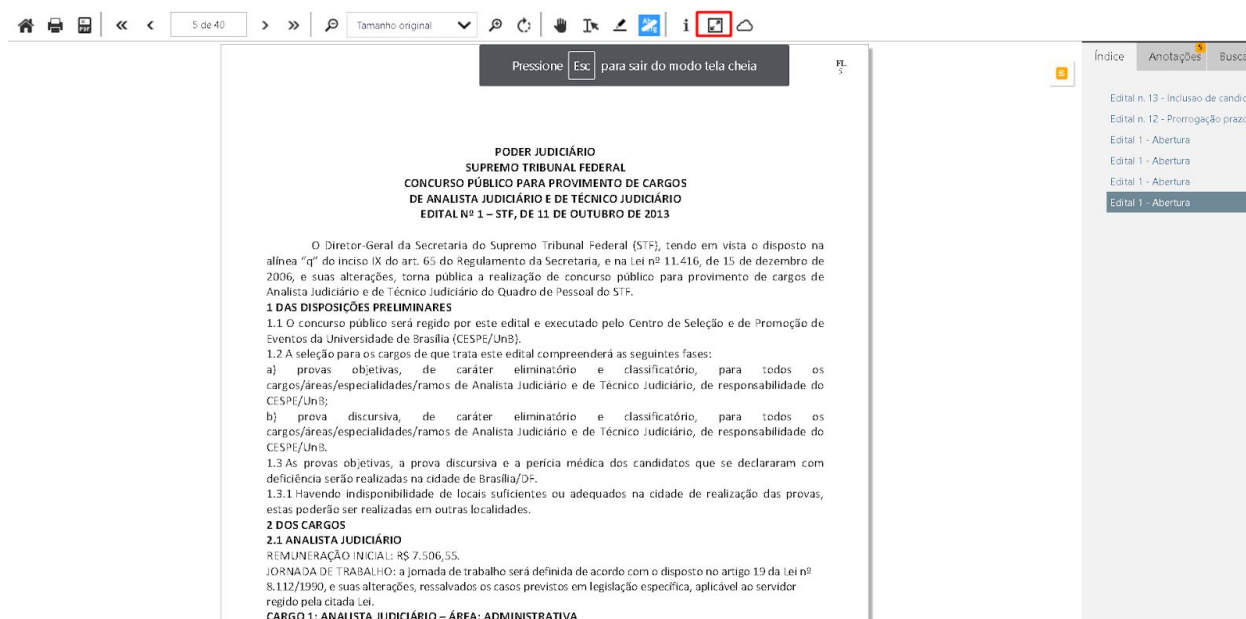 5 de 40
Tamanho original
Pressione Esc para sair do modo tela cheia
FL
5
Índice
Anotações
5
Busca
Edital n. 13 - Inclusao de candid
Edital n. 12 - Prorrogação prazo
Edital 1 - Abertura
Edital 1 - Abertura
Edital 1 - Abertura
Edital 1 - Abertura
PODER JUDICIÁRIO
SUPREMO TRIBUNAL FEDERAL
CONCURSO PÚBLICO PARA PROVIMENTO DE CARGOS
DE ANALISTA JUDICIÁRIO E DE TÉCNICO JUDICIÁRIO
EDITAL Nº 1 – STF, DE 11 DE OUTUBRO DE 2013
O Diretor-Geral da Secretaria do Supremo Tribunal Federal (STF), tendo em vista o disposto na
alínea “q” do inciso IX do art. 65 do Regulamento da Secretaria, e na Lei nº 11.416, de 15 de dezembro de
2006, e suas alterações, torna pública a realização de concurso público para provimento de cargos de
Analista Judiciário e de Técnico Judiciário do Quadro de Pessoal do STF.
1 DAS DISPOSIÇÕES PRELIMINARES
1.1 O concurso público será regido por este edital e executado pelo Centro de Seleção e de Promoção de
Eventos da Universidade de Brasília (CESPE/UnB).
1.2 A seleção para os cargos de que trata este edital compreenderá as seguintes fases:
a) provas objetivas, de caráter eliminatório e classificatório, para todos os
cargos/áreas/especialidades/ramos de Analista Judiciário e de Técnico Judiciário, de responsabilidade do
CESPE/UnB;
b) prova discursiva, de caráter eliminatório e classificatório, para todos os
cargos/áreas/especialidades/ramos de Analista Judiciário e de Técnico Judiciário, de responsabilidade do
CESPE/UnB.
1.3 As provas objetivas, a prova discursiva e a perícia médica dos candidatos que se declararam com
deficiência serão realizadas na cidade de Brasília/DF.
1.3.1 Havendo indisponibilidade de locais suficientes ou adequados na cidade de realização das provas,
estas poderão ser realizadas em outras localidades.
2 DOS CARGOS
2.1 ANALISTA JUDICIÁRIO
REMUNERAÇÃO INICIAL: R$ 7.506,55.
JORNADA DE TRABALHO: a jornada de trabalho será definida de acordo com o disposto no artigo 19 da Lei nº
8.112/1990, e suas alterações, ressalvados os casos previstos em legislação específica, aplicável ao servidor
regido pela citada Lei.
CARGO 1: ANALISTA JUDICIÁRIO – ÁREA: ADMINISTRATIVA